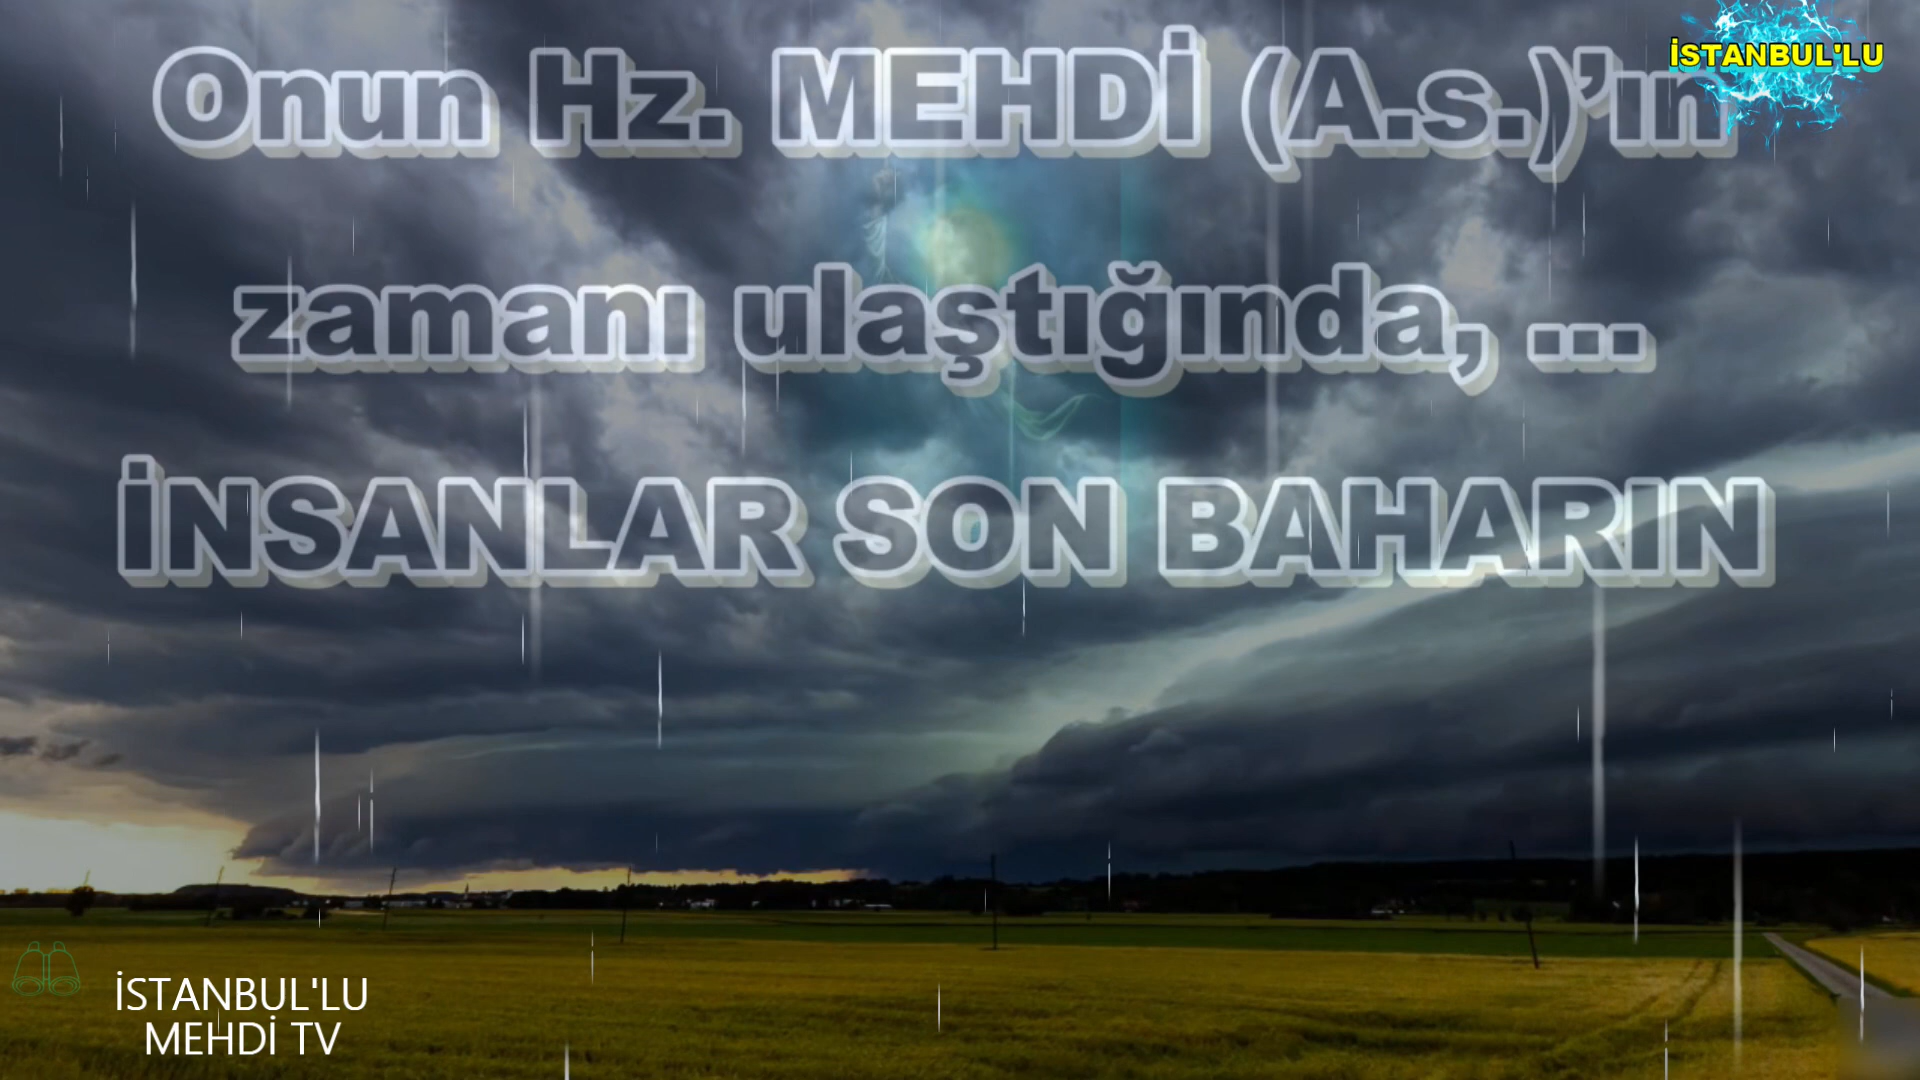 Onun Hz. MEHDİ (A.s.)’ın
İSTANBUL'LU
zamanı ulaştığında, ...
İNSANLAR SON BAHARIN
İSTANBUL'LU
MEHDİ TV